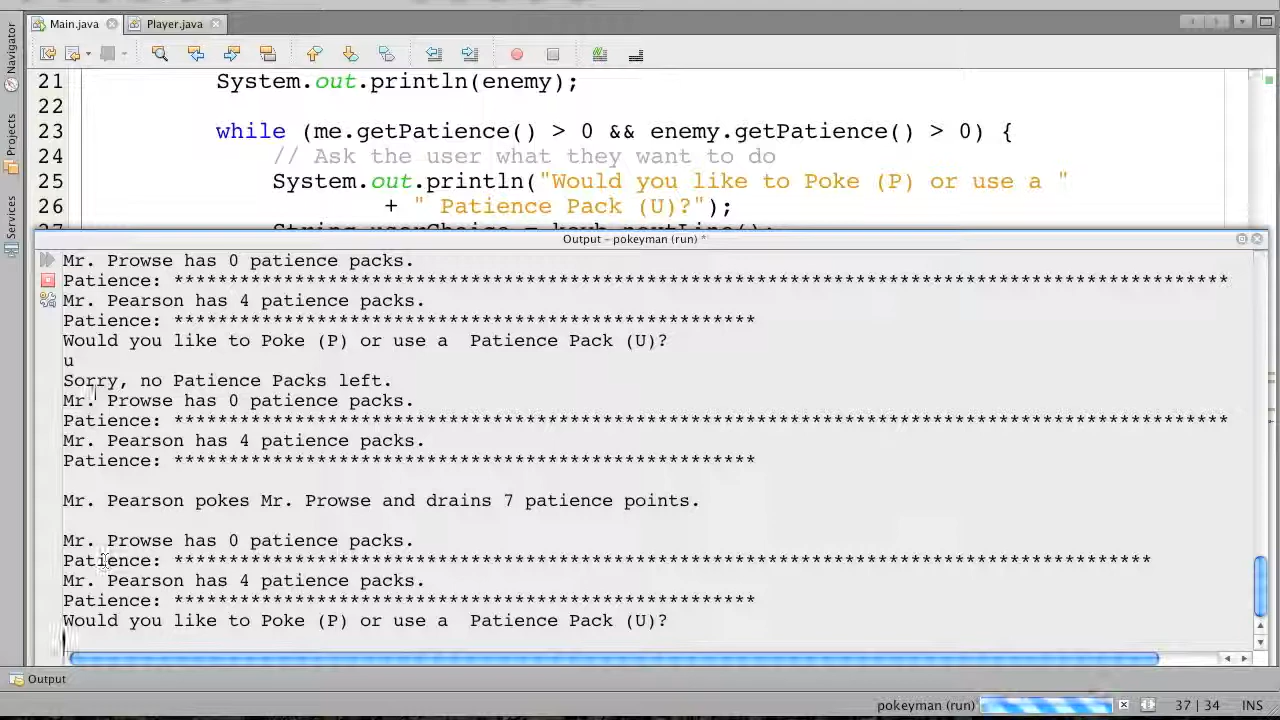 Main.java
Player.java
Navigator
Projects
Services
21 System.out.println(enemy);
22
23 while (me.getPatience() > 0 && enemy.getPatience() > 0) {
24 // Ask the user what they want to do
25 System.out.println("Would you like to Poke (P) or use a "
26 + " Patience Pack (U)?");
Output - pokeyman (run) *
Mr. Prowse has 0 patience packs.
Patience: ************************************************************************************************
Mr. Pearson has 4 patience packs.
Patience: *****************************************************
Would you like to Poke (P) or use a  Patience Pack (U)?
u
Sorry, no Patience Packs left.
Mr. Prowse has 0 patience packs.
Patience: ************************************************************************************************
Mr. Pearson has 4 patience packs.
Patience: *****************************************************
Mr. Pearson pokes Mr. Prowse and drains 7 patience points.
Mr. Prowse has 0 patience packs.
Patience: *****************************************************************************************
Mr. Pearson has 4 patience packs.
Patience: *****************************************************
Would you like to Poke (P) or use a  Patience Pack (U)?
Output
pokeyman (run)
37 | 34 INS